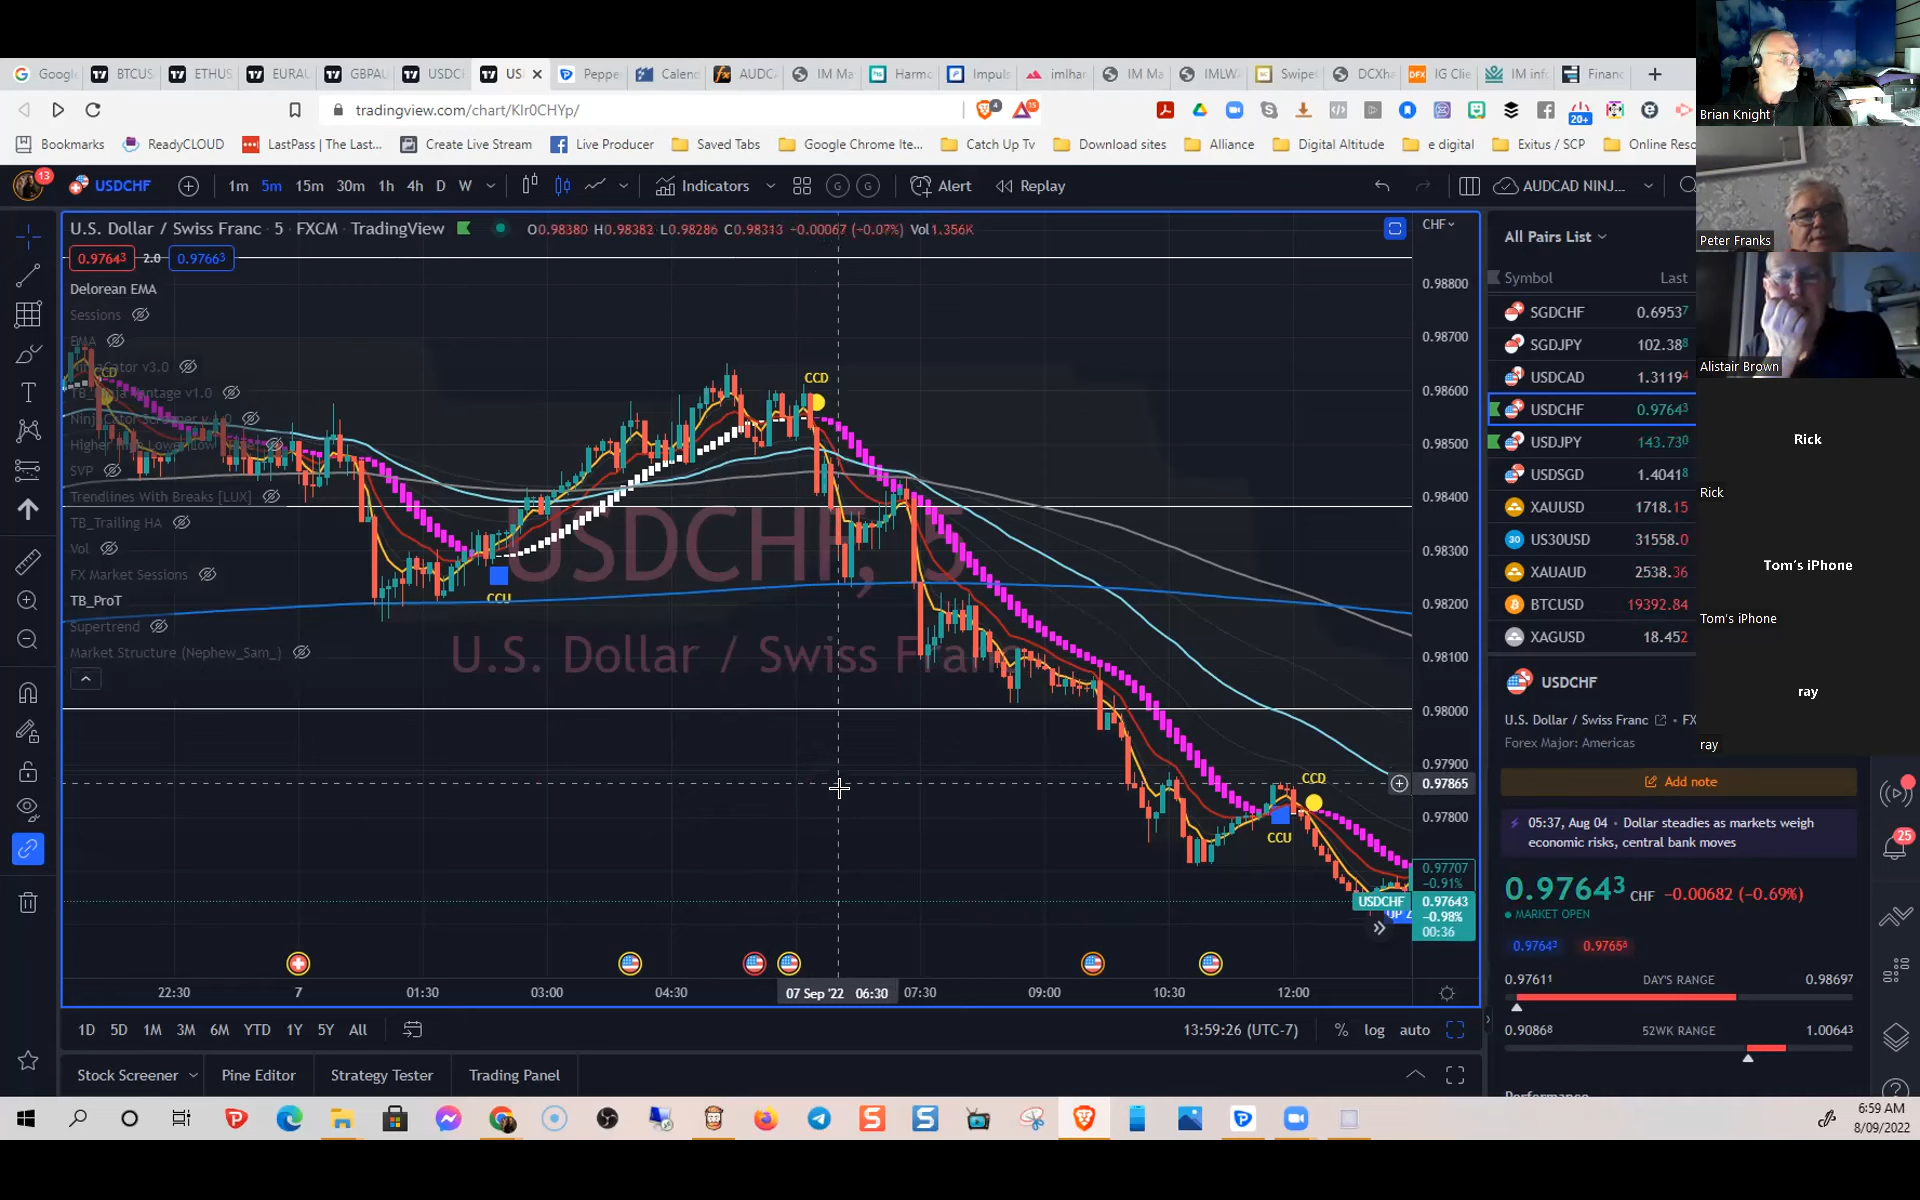 Googl
BTCUS
ETHUS
EURAU
GBPAU
USDCH
US
Peppe
Calend
AUDCA
IM Ma
Harmo
Impuls
imlhar
IM Ma
IMLW
Swipe
DCXha
IG Clie
IM info
Financ
tradingview.com/chart/KIr0CHYp/
Bookmarks
ReadyCLOUD
LastPass | The Last...
Create Live Stream
Live Producer
Saved Tabs
Google Chrome Ite...
Catch Up Tv
Download sites
Alliance
Digital Altitude
e digital
Exitus / SCP
Online Reso
13
USDCHF
1m 5m 15m 30m 1h 4h D W
Indicators
Alert
Replay
AUDCAD NINJ...
U.S. Dollar / Swiss Franc · 5 · FXCM · TradingView
O0.98380 H0.98382 L0.98286 C0.98313 −0.00067 (−0.07%) Vol1.356K
0.97643 2.0 0.97663
Delorean EMA
Sessions
EMA
SVP
Trendlines With Breaks [LUX]
TB_Trailing HA
Vol
FX Market Sessions
TB_ProT
Supertrend
Market Structure (Nephew_Sam_)
CCD
CCU
CCD
CCD
CCU
USDCHF, 5
U.S. Dollar / Swiss Franc
CHF
0.98800
0.98700
0.98600
0.98500
0.98400
0.98300
0.98200
0.98100
0.98000
0.97900
0.97865
0.97800
0.97707
−0.91%
USDCHF 0.97643
−0.98%
00:36
22:30 7 01:30 03:00 04:30 07 Sep '22 06:30 07:30 09:00 10:30 12:00
1D 5D 1M 3M 6M YTD 1Y 5Y All
13:59:26 (UTC-7) % log auto
Stock Screener
Pine Editor
Strategy Tester
Trading Panel
All Pairs List
Symbol Last
SGDCHF 0.69537
SGDJPY 102.388
USDCAD 1.31194
USDCHF 0.97643
USDJPY 143.730
USDSGD 1.40418
XAUUSD 1718.15
US30USD 31558.0
XAUAUD 2538.36
BTCUSD 19392.84
XAGUSD 18.452
USDCHF
U.S. Dollar / Swiss Franc · FX
Forex Major: Americas
Add note
05:37, Aug 04 · Dollar steadies as markets weigh
economic risks, central bank moves
0.97643 CHF −0.00682 (−0.69%)
MARKET OPEN
0.97643 0.97656
0.97611 DAY'S RANGE 0.98697
0.90868 52WK RANGE 1.00643
25
Brian Knight
Peter Franks
Alistair Brown
Rick
Rick
Tom's iPhone
Tom's iPhone
ray
ray
6:59 AM
8/09/2022